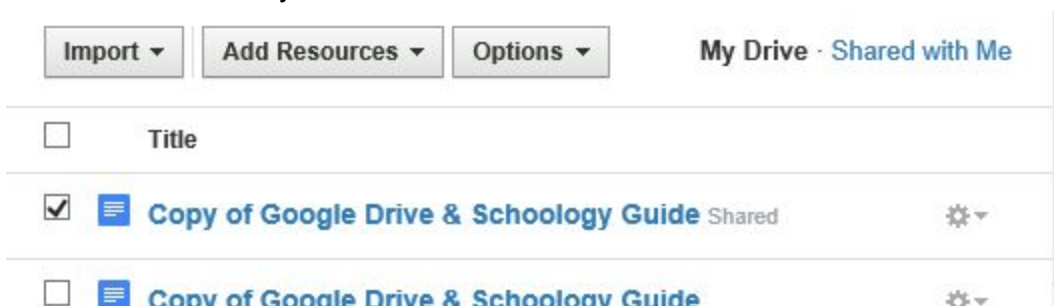 Import Add Resources Options My Drive · Shared with Me
Title
Copy of Google Drive & Schoology Guide Shared
Copy of Google Drive & Schoology Guide